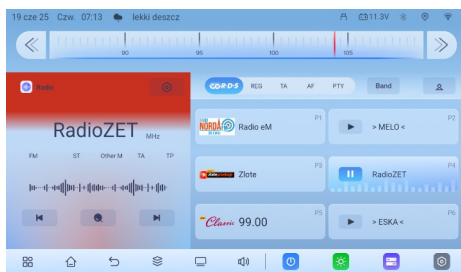 19 cze 25 Czw. 07:13 lekki deszcz 11.3V
90 95 100 105
Radio
RadioZET MHz
FM ST Other M TA TP
R·D·S REG TA AF PTY Band
Radio eM P1
> MELO < P2
Zlote P3
RadioZET P4
Classic 99.00 P5
> ESKA < P6